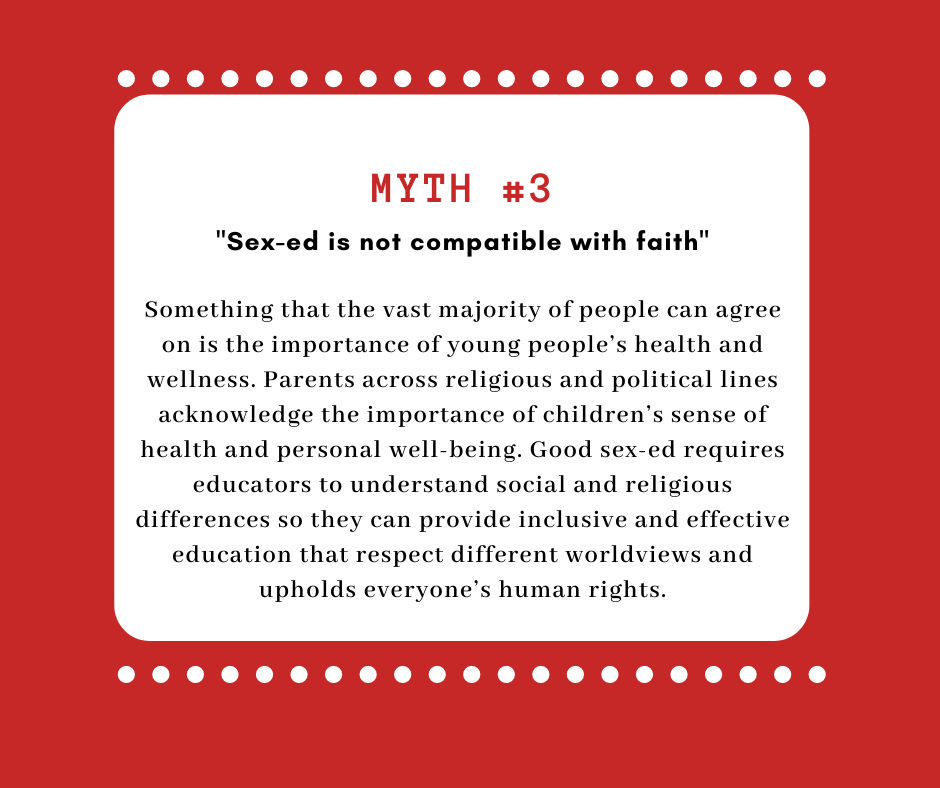 MYTH #3
"Sex-ed is not compatible with faith"
Something that the vast majority of people can agree
on is the importance of young people’s health and
wellness. Parents across religious and political lines
acknowledge the importance of children’s sense of
health and personal well-being. Good sex-ed requires
educators to understand social and religious
differences so they can provide inclusive and effective
education that respect different worldviews and
upholds everyone’s human rights.